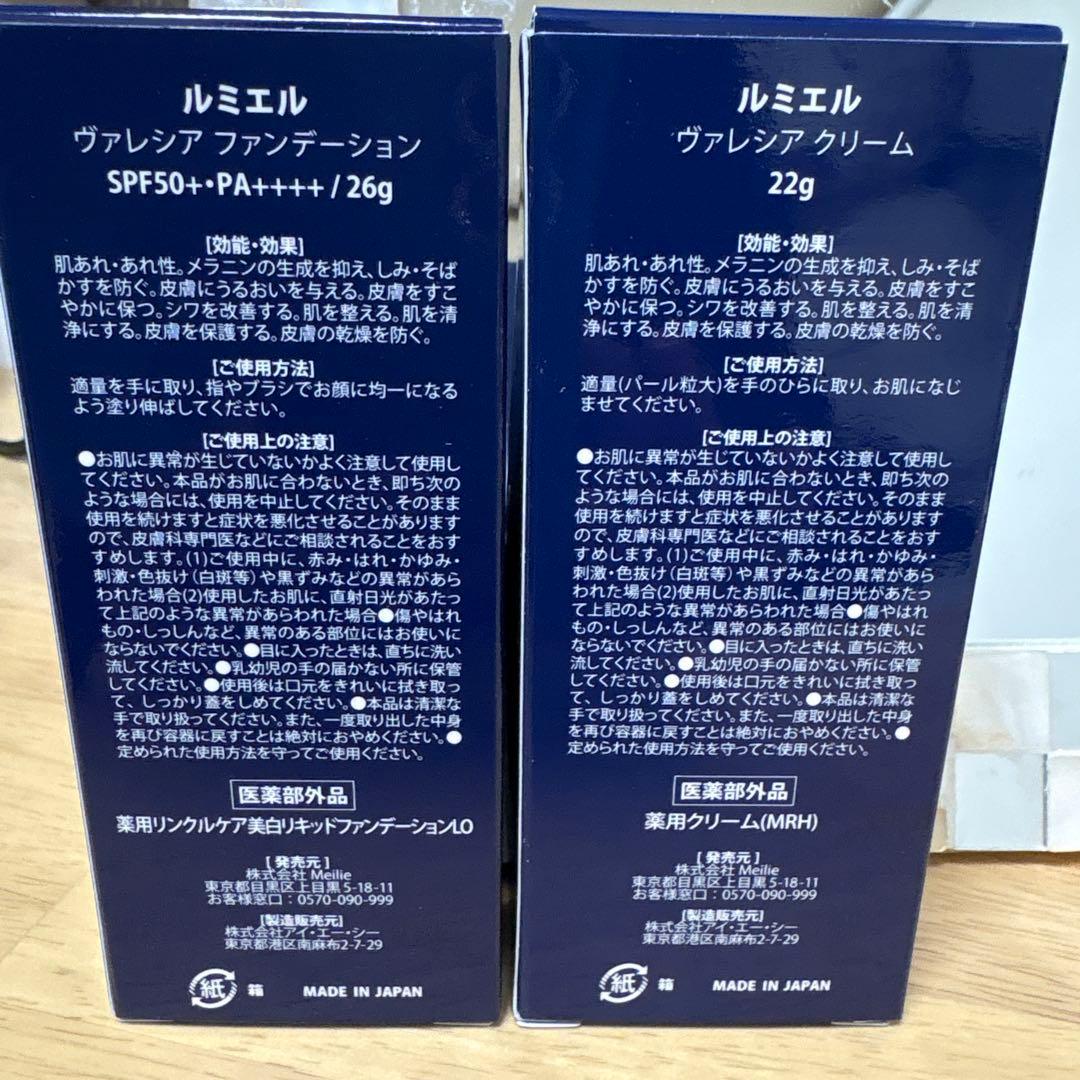 ルミエル
ヴァレシア ファンデーション
SPF50+・PA++++ / 26g
[効能・効果]
肌あれ・あれ性。メラニンの生成を抑え、しみ・そば
かすを防ぐ。皮膚にうるおいを与える。皮膚をすこ
やかに保つ。シワを改善する。肌を整える。肌を清
浄にする。皮膚を保護する。皮膚の乾燥を防ぐ。
[ご使用方法]
適量を手に取り、指やブラシでお顔に均一になる
よう塗り伸ばしてください。
[ご使用上の注意]
●お肌に異常が生じていないかよく注意して使用し
てください。本品がお肌に合わないとき、即ち次の
ような場合には、使用を中止してください。そのまま
使用を続けますと症状を悪化させることがあります
ので、皮膚科専門医などにご相談されることをおす
すめします。(1)ご使用中に、赤み・はれ・かゆみ・
刺激・色抜け(白斑等)や黒ずみなどの異常があら
われた場合(2)使用したお肌に、直射日光があたっ
て上記のような異常があらわれた場合●傷やはれ
もの・しっしんなど、異常のある部位にはお使いに
ならないでください。●目に入ったときは、直ちに洗い
流してください。●乳幼児の手の届かない所に保管
してください。●使用後は口元をきれいに拭き取っ
て、しっかり蓋をしめてください。●本品は清潔な
手で取り扱ってください。また、一度取り出した中身
を再び容器に戻すことは絶対におやめください。●
定められた使用方法を守ってご使用ください。
医薬部外品
薬用リンクルケア美白リキッドファンデーションLO
[発売元]
株式会社 Meilie
東京都目黒区上目黒5-18-11
お客様窓口：0570-090-999
[製造販売元]
株式会社アイ・エー・シー
東京都港区南麻布2-7-29
紙 箱 MADE IN JAPAN
ルミエル
ヴァレシア クリーム
22g
[効能・効果]
肌あれ・あれ性。メラニンの生成を抑え、しみ・そば
かすを防ぐ。皮膚にうるおいを与える。皮膚をすこ
やかに保つ。シワを改善する。肌を整える。肌を清
浄にする。皮膚を保護する。皮膚の乾燥を防ぐ。
[ご使用方法]
適量(パール粒大)を手のひらに取り、お肌になじ
ませてください。
[ご使用上の注意]
●お肌に異常が生じていないかよく注意して使用し
てください。本品がお肌に合わないとき、即ち次の
ような場合には、使用を中止してください。そのまま
使用を続けますと症状を悪化させることがあります
ので、皮膚科専門医などにご相談されることをおす
すめします。(1)ご使用中に、赤み・はれ・かゆみ・
刺激・色抜け(白斑等)や黒ずみなどの異常があら
われた場合(2)使用したお肌に、直射日光があたっ
て上記のような異常があらわれた場合●傷やはれ
もの・しっしんなど、異常のある部位にはお使いに
ならないでください。●目に入ったときは、直ちに洗い
流してください。●乳幼児の手の届かない所に保管
してください。●使用後は口元をきれいに拭き取っ
て、しっかり蓋をしめてください。●本品は清潔な
手で取り扱ってください。また、一度取り出した中身
を再び容器に戻すことは絶対におやめください。●
定められた使用方法を守ってご使用ください。
医薬部外品
薬用クリーム(MRH)
[発売元]
株式会社 Meilie
東京都目黒区上目黒5-18-11
お客様窓口：0570-090-999
[製造販売元]
株式会社アイ・エー・シー
東京都港区南麻布2-7-29
紙 箱 MADE IN JAPAN